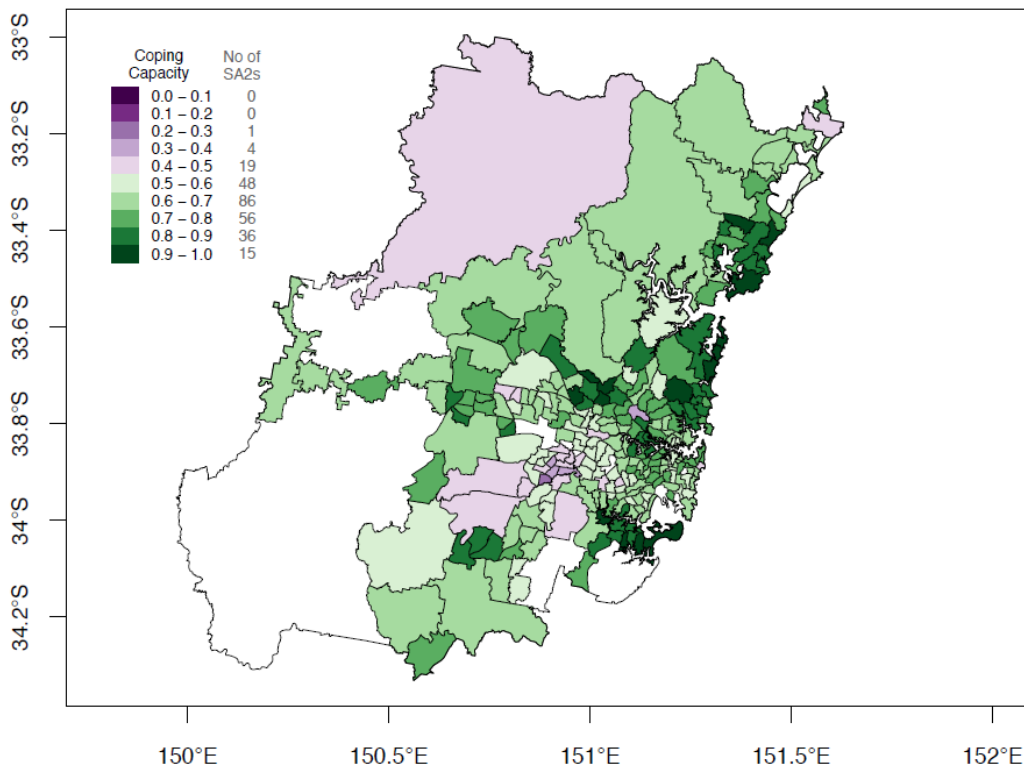 33°S
33.2°S
33.4°S
33.6°S
33.8°S
34°S
34.2°S
Coping No of
Capacity SA2s
0.0 – 0.1 0
0.1 – 0.2 0
0.2 – 0.3 1
0.3 – 0.4 4
0.4 – 0.5 19
0.5 – 0.6 48
0.6 – 0.7 86
0.7 – 0.8 56
0.8 – 0.9 36
0.9 – 1.0 15
150°E 150.5°E 151°E 151.5°E 152°E